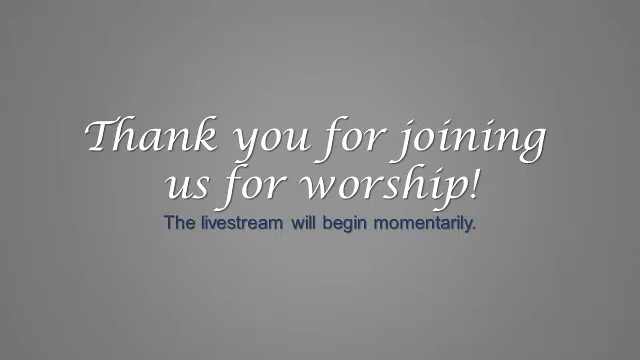 Thank you for joining
us for worship!
The livestream will begin momentarily.